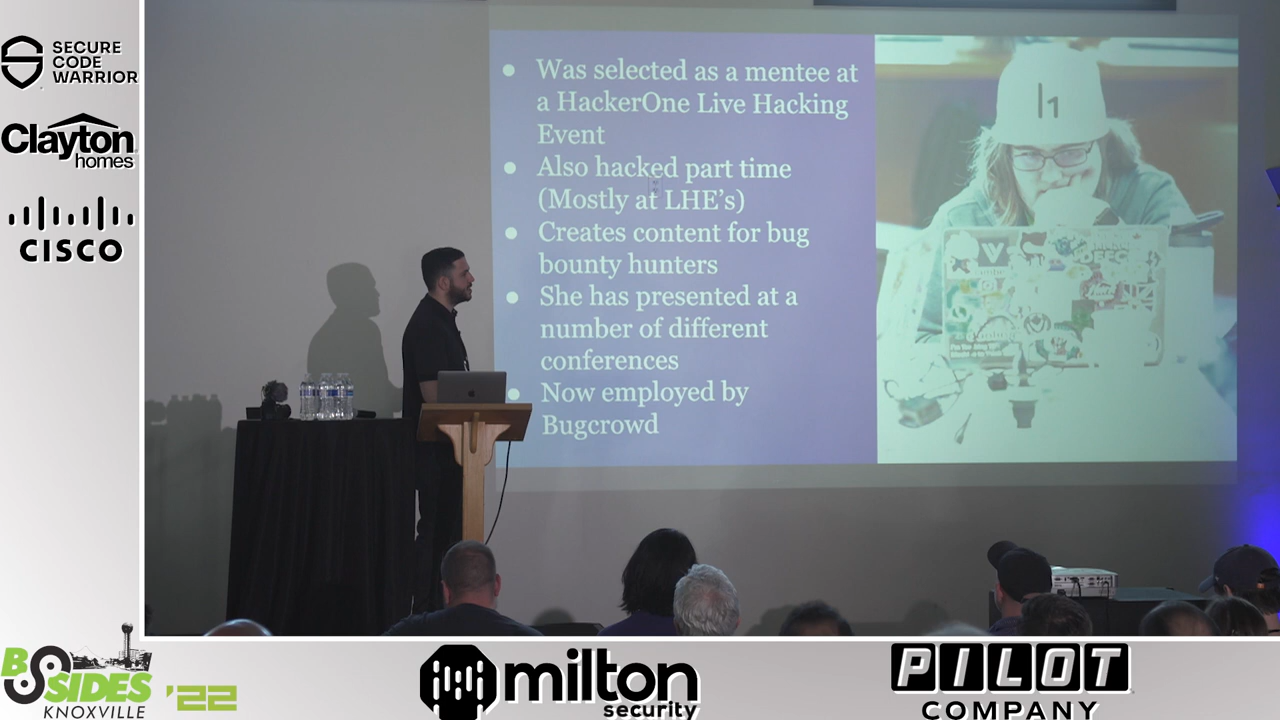 SECURE
CODE
WARRIOR
Clayton
homes
CISCO
• Was selected as a mentee at
a HackerOne Live Hacking
Event
• Also hacked part time
(Mostly at LHE's)
• Creates content for bug
bounty hunters
• She has presented at a
number of different
conferences
• Now employed by
Bugcrowd
l1
DEFCON
BSIDES '22
KNOXVILLE
milton
security
PILOT
COMPANY